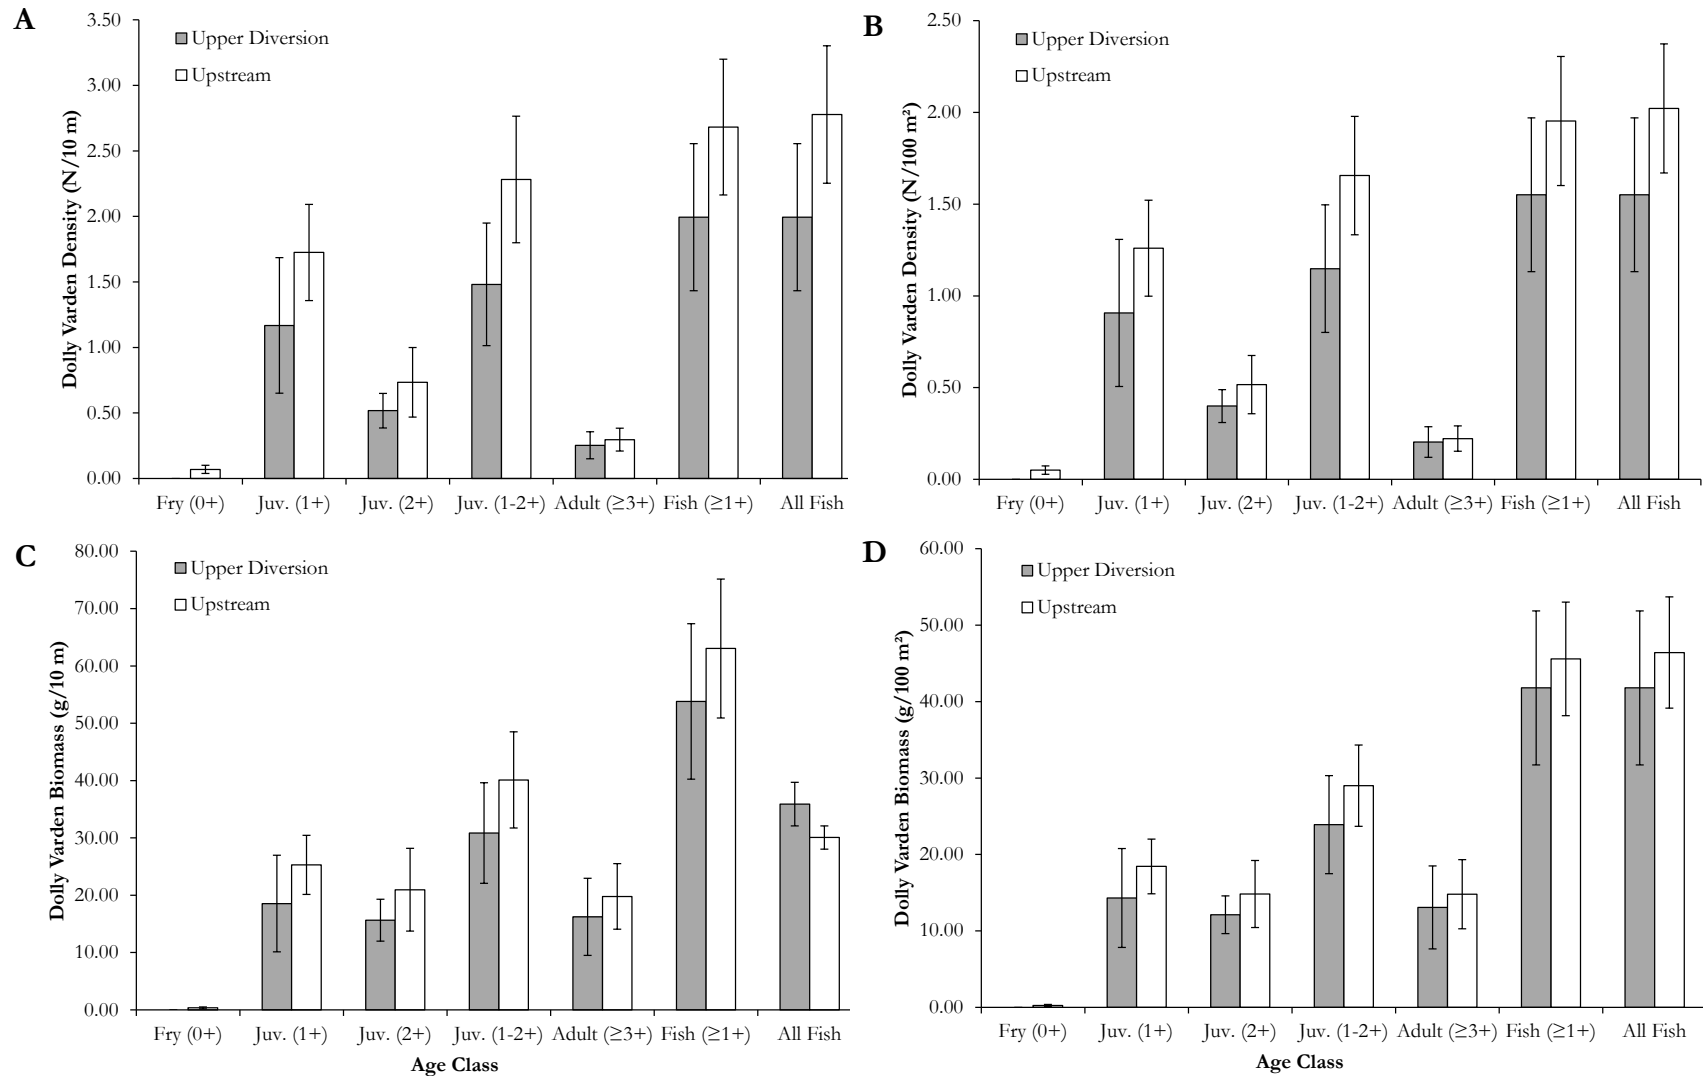 A
Dolly Varden Density (N/10 m)
3.50
3.00
2.50
2.00
1.50
1.00
0.50
0.00
Upper Diversion
Upstream
Fry (0+) Juv. (1+) Juv. (2+) Juv. (1-2+) Adult (≥3+) Fish (≥1+) All Fish
B
Dolly Varden Density (N/100 m²)
2.50
2.00
1.50
1.00
0.50
0.00
Upper Diversion
Upstream
Fry (0+) Juv. (1+) Juv. (2+) Juv. (1-2+) Adult (≥3+) Fish (≥1+) All Fish
C
Dolly Varden Biomass (g/10 m)
80.00
70.00
60.00
50.00
40.00
30.00
20.00
10.00
0.00
Upper Diversion
Upstream
Fry (0+) Juv. (1+) Juv. (2+) Juv. (1-2+) Adult (≥3+) Fish (≥1+) All Fish
Age Class
D
Dolly Varden Biomass (g/100 m²)
60.00
50.00
40.00
30.00
20.00
10.00
0.00
Upper Diversion
Upstream
Fry (0+) Juv. (1+) Juv. (2+) Juv. (1-2+) Adult (≥3+) Fish (≥1+) All Fish
Age Class